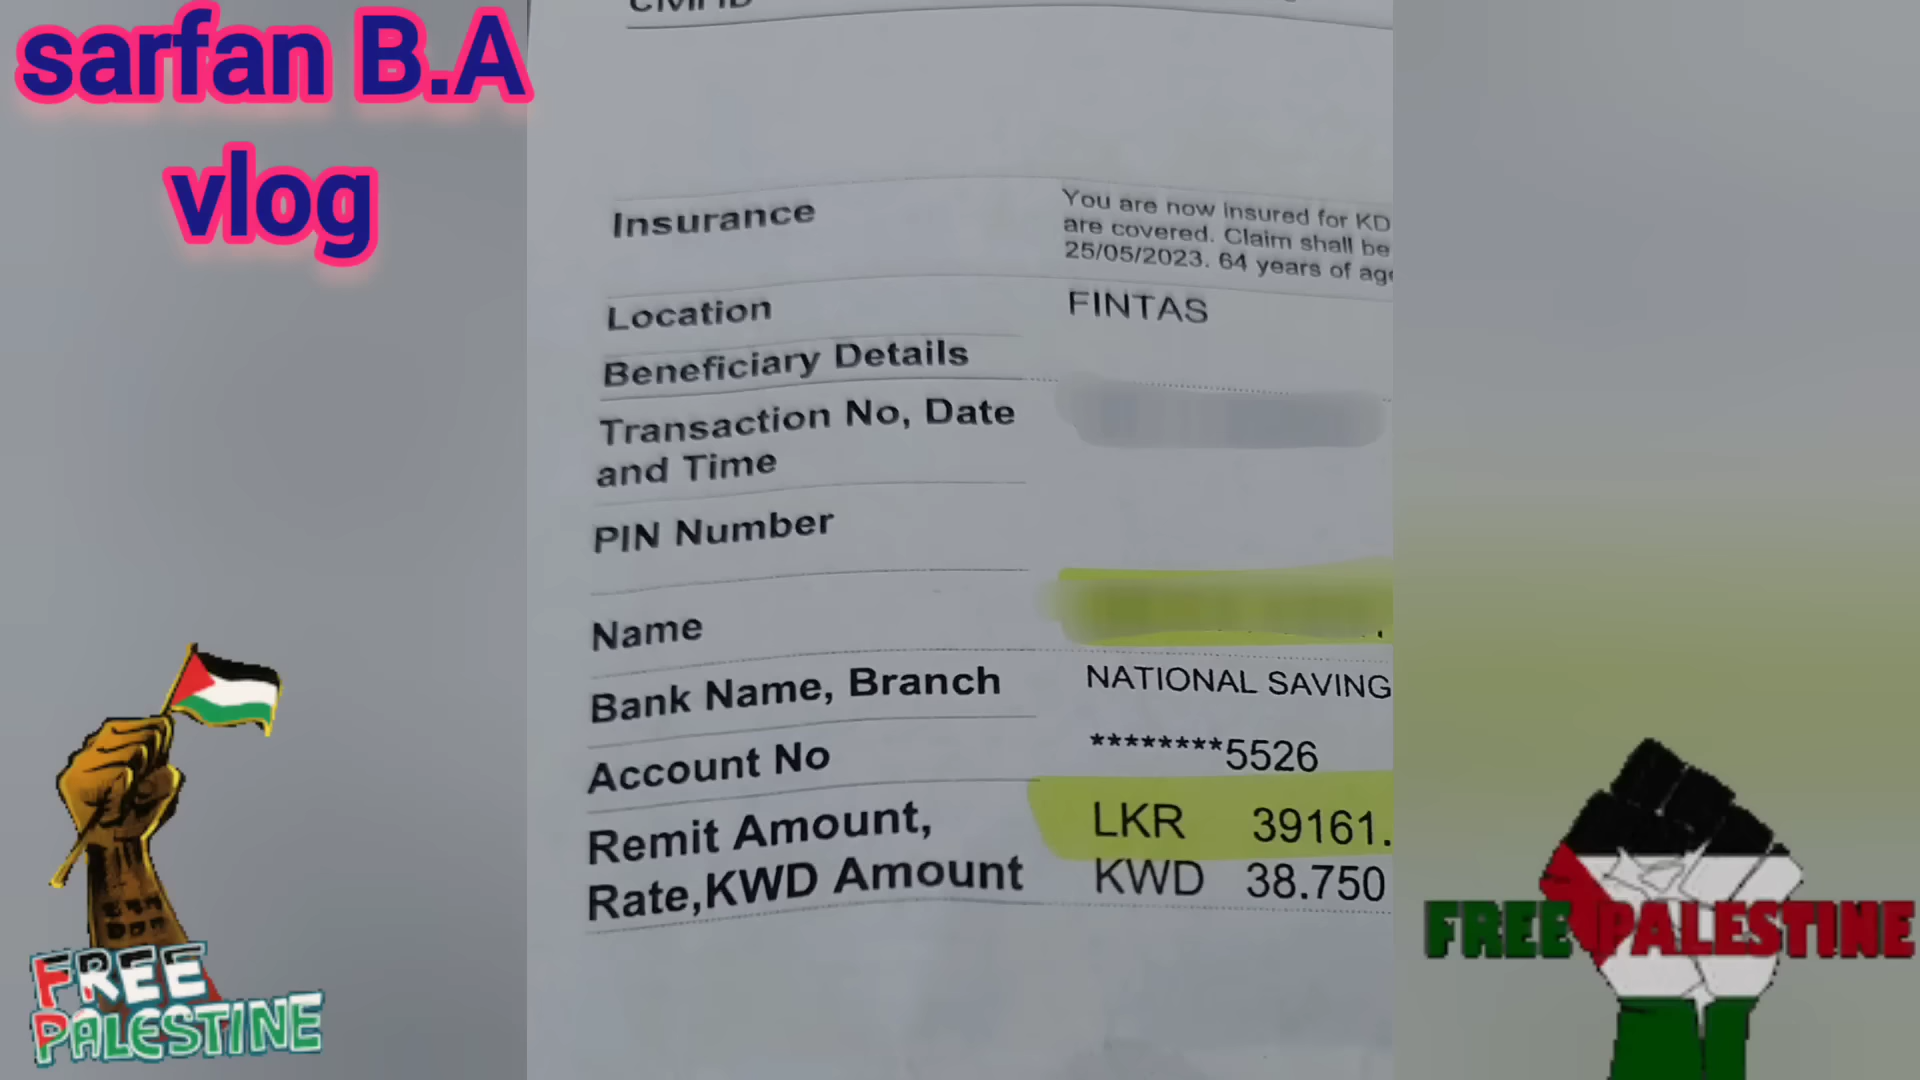 sarfan B.A
vlog
Insurance
You are now insured for KD
are covered. Claim shall be
25/05/2023. 64 years of age
Location FINTAS
Beneficiary Details
Transaction No, Date
and Time
PIN Number
Name
Bank Name, Branch NATIONAL SAVING
Account No ********5526
Remit Amount, LKR 39161.
Rate,KWD Amount KWD 38.750
FREE
PALESTINE
FREE PALESTINE